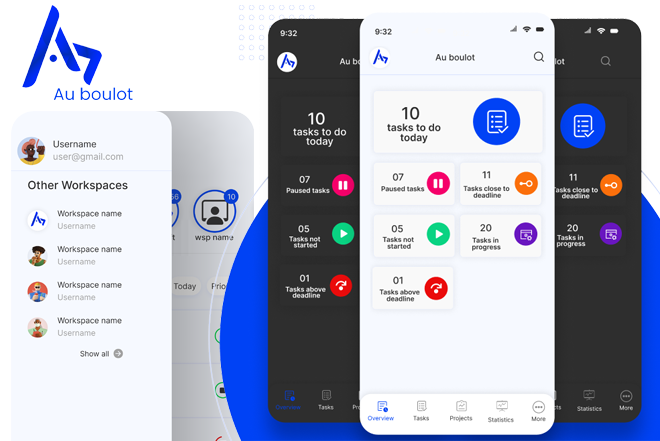 Au boulot
Username
user@gmail.com
Other Workspaces
Workspace name
Username
Workspace name
Username
Workspace name
Username
Workspace name
Username
Show all
56
10
wsp name
Today
9:32
Au bo
10
tasks to do
today
07
Paused tasks
05
Tasks not
started
01
Tasks above
deadline
Overview
Tasks
9:32
Au boulot
10
tasks to do
today
07
Paused tasks
11
Tasks close to
deadline
05
Tasks not
started
20
Tasks in
progress
01
Tasks above
deadline
Overview
Tasks
Projects
Statistics
More
lot
11
Tasks close to
deadline
20
Tasks in
progress
Statistics
More